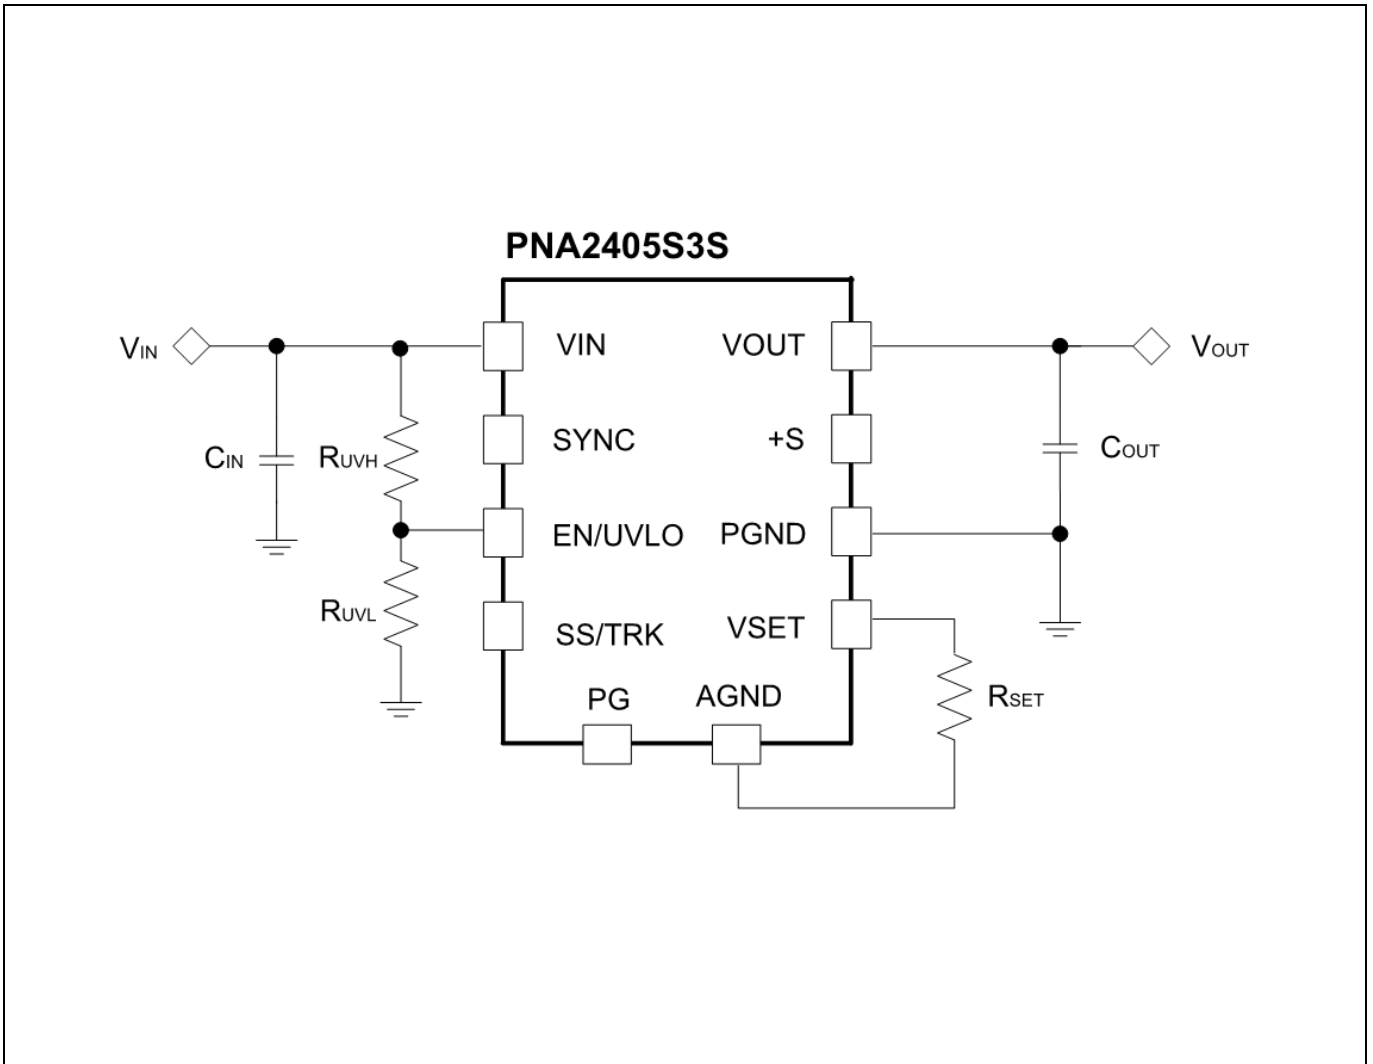 PNA2405S3S
VIN
VIN
VOUT
VOUT
SYNC
+S
CIN
RUVH
COUT
EN/UVLO
PGND
RUVL
SS/TRK
VSET
PG
AGND
RSET